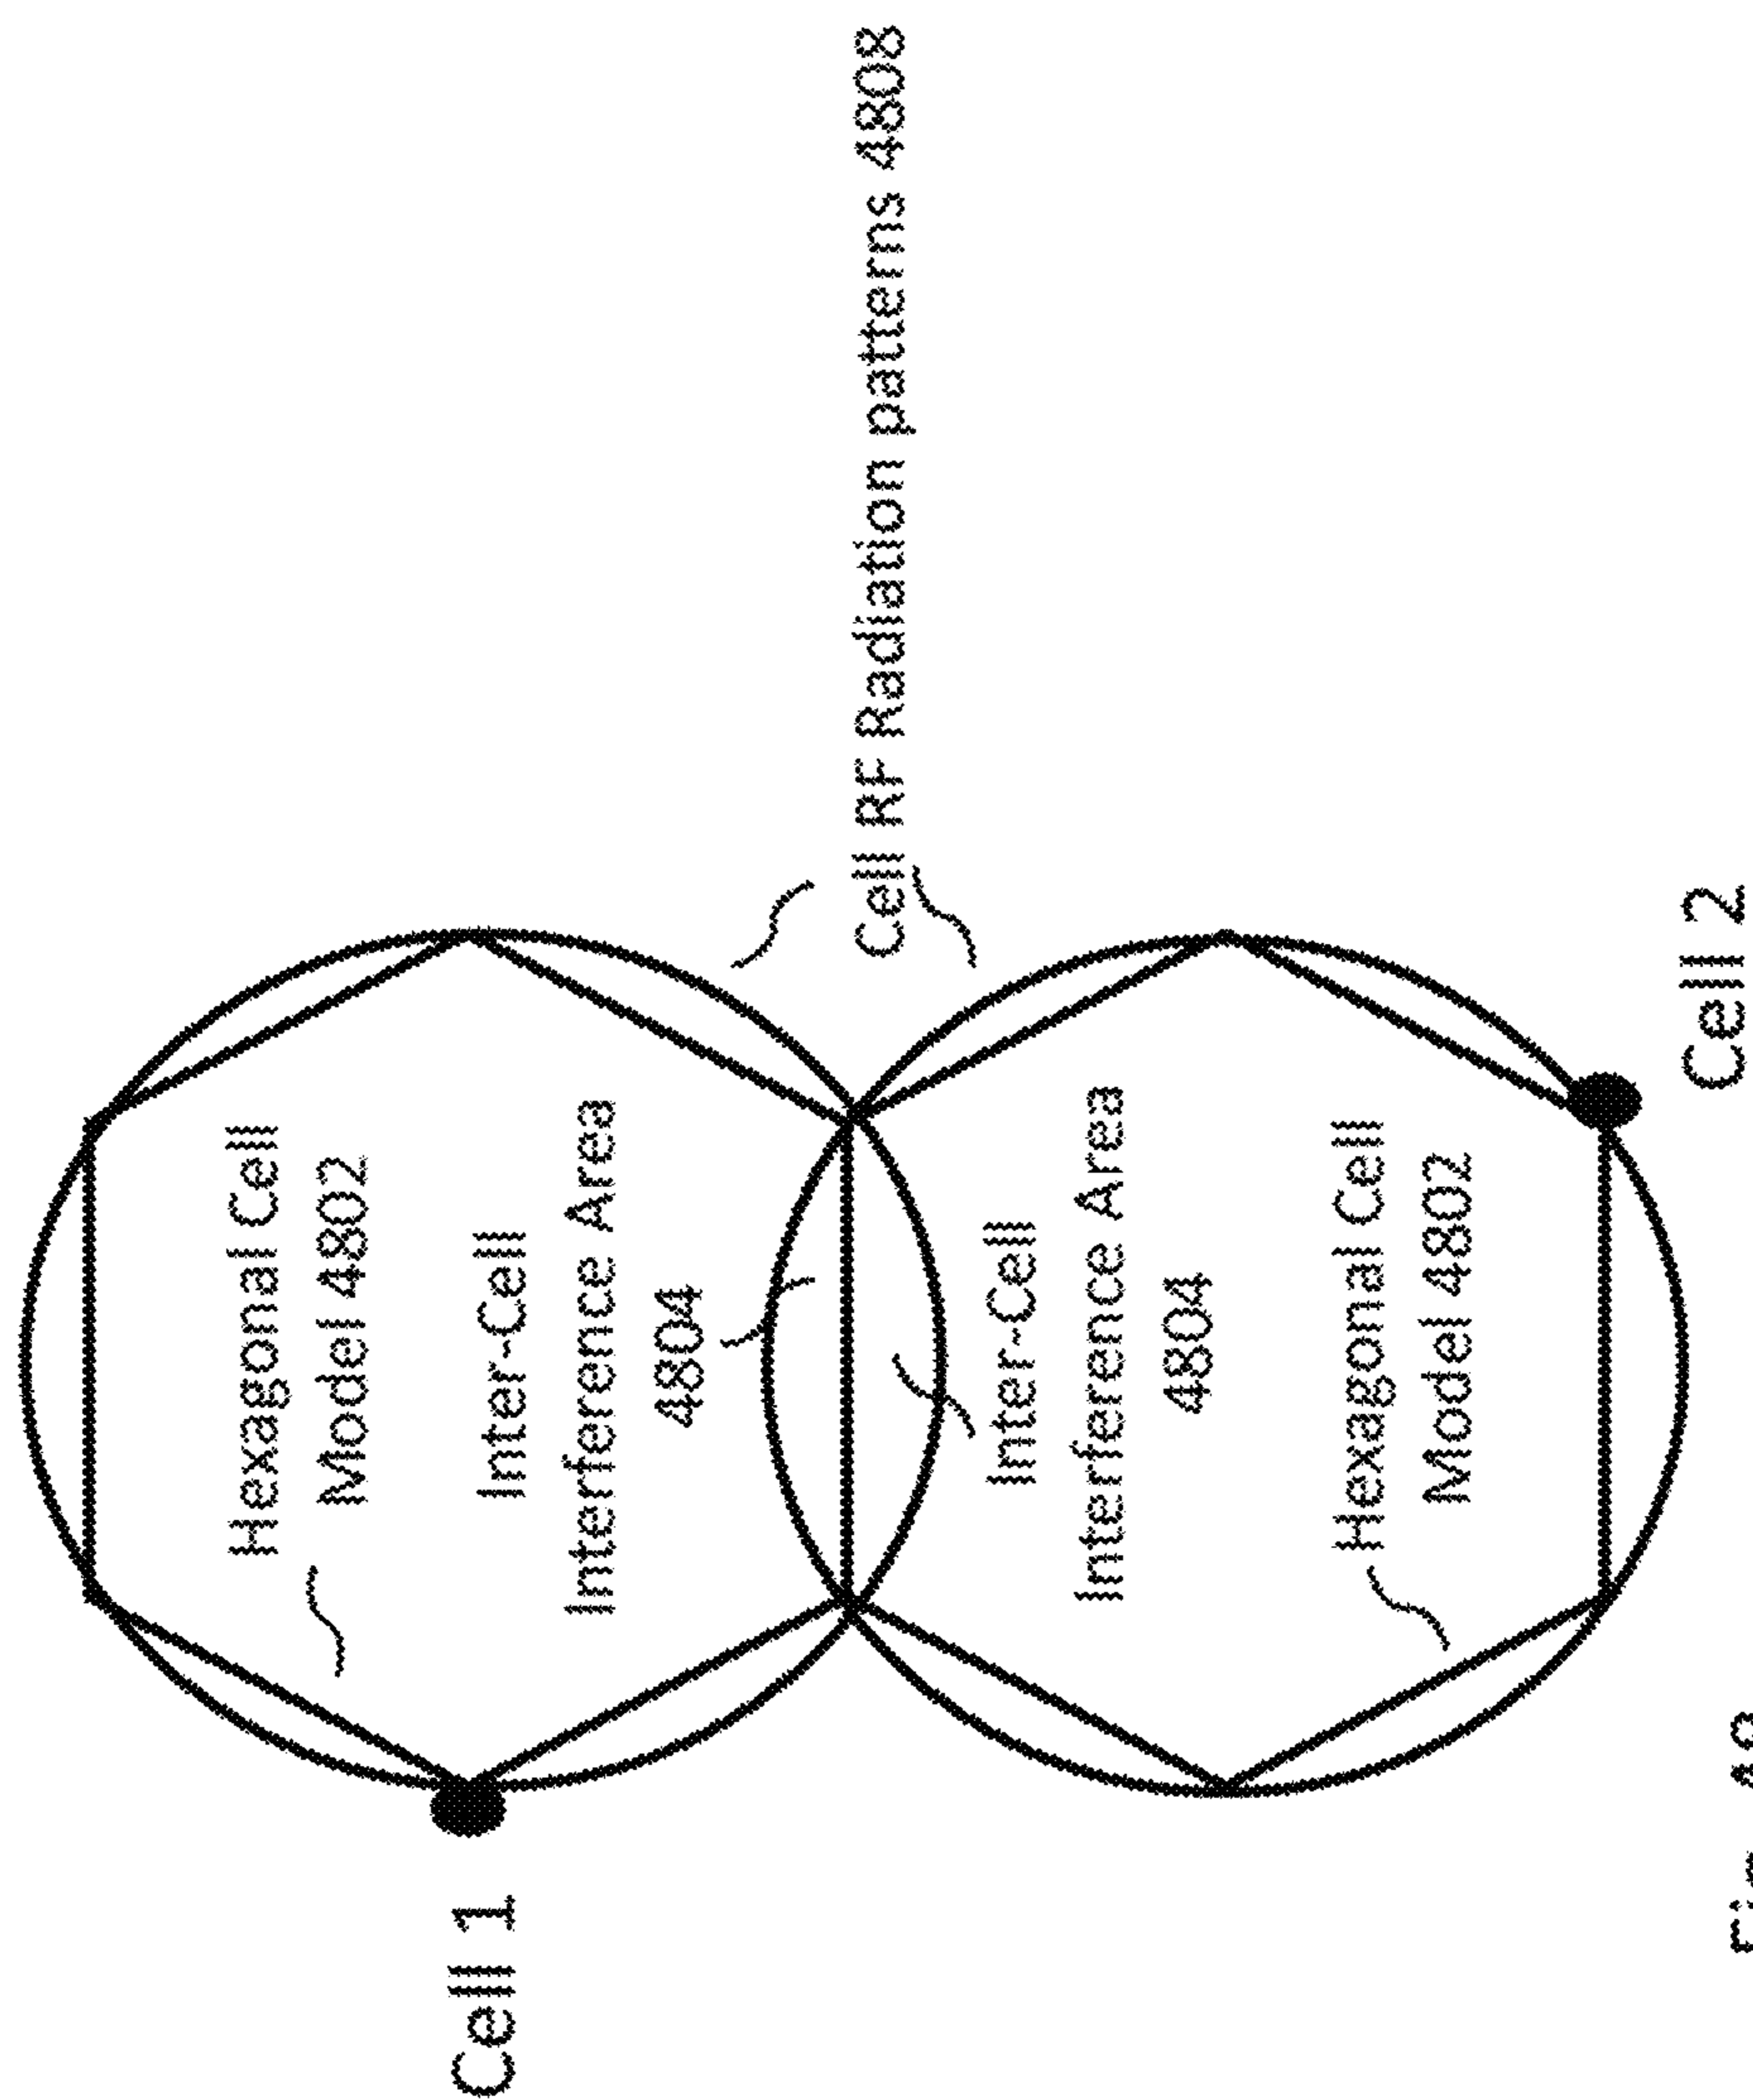 Hexagonal Cell
Model 4802
Cell 1
Inter-Cell
Interference Area
4804
Cell RF Radiation patterns 4808
Inter-Cell
Interference Area
4804
Hexagonal Cell
Model 4802
Cell 2